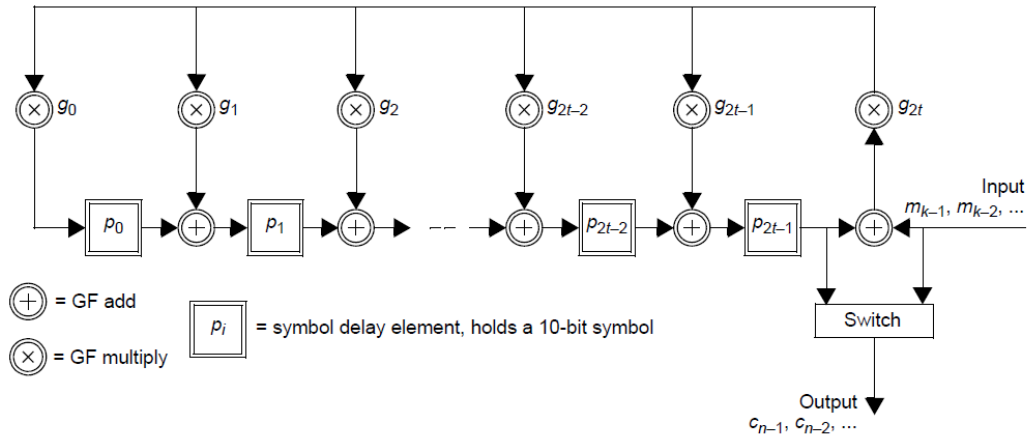 g0
g1
g2
g2t–2
g2t–1
g2t
Input
mk–1, mk–2, ...
p0
p1
p2t–2
p2t–1
= GF add
pi = symbol delay element, holds a 10-bit symbol
= GF multiply
Switch
Output
cn–1, cn–2, ...